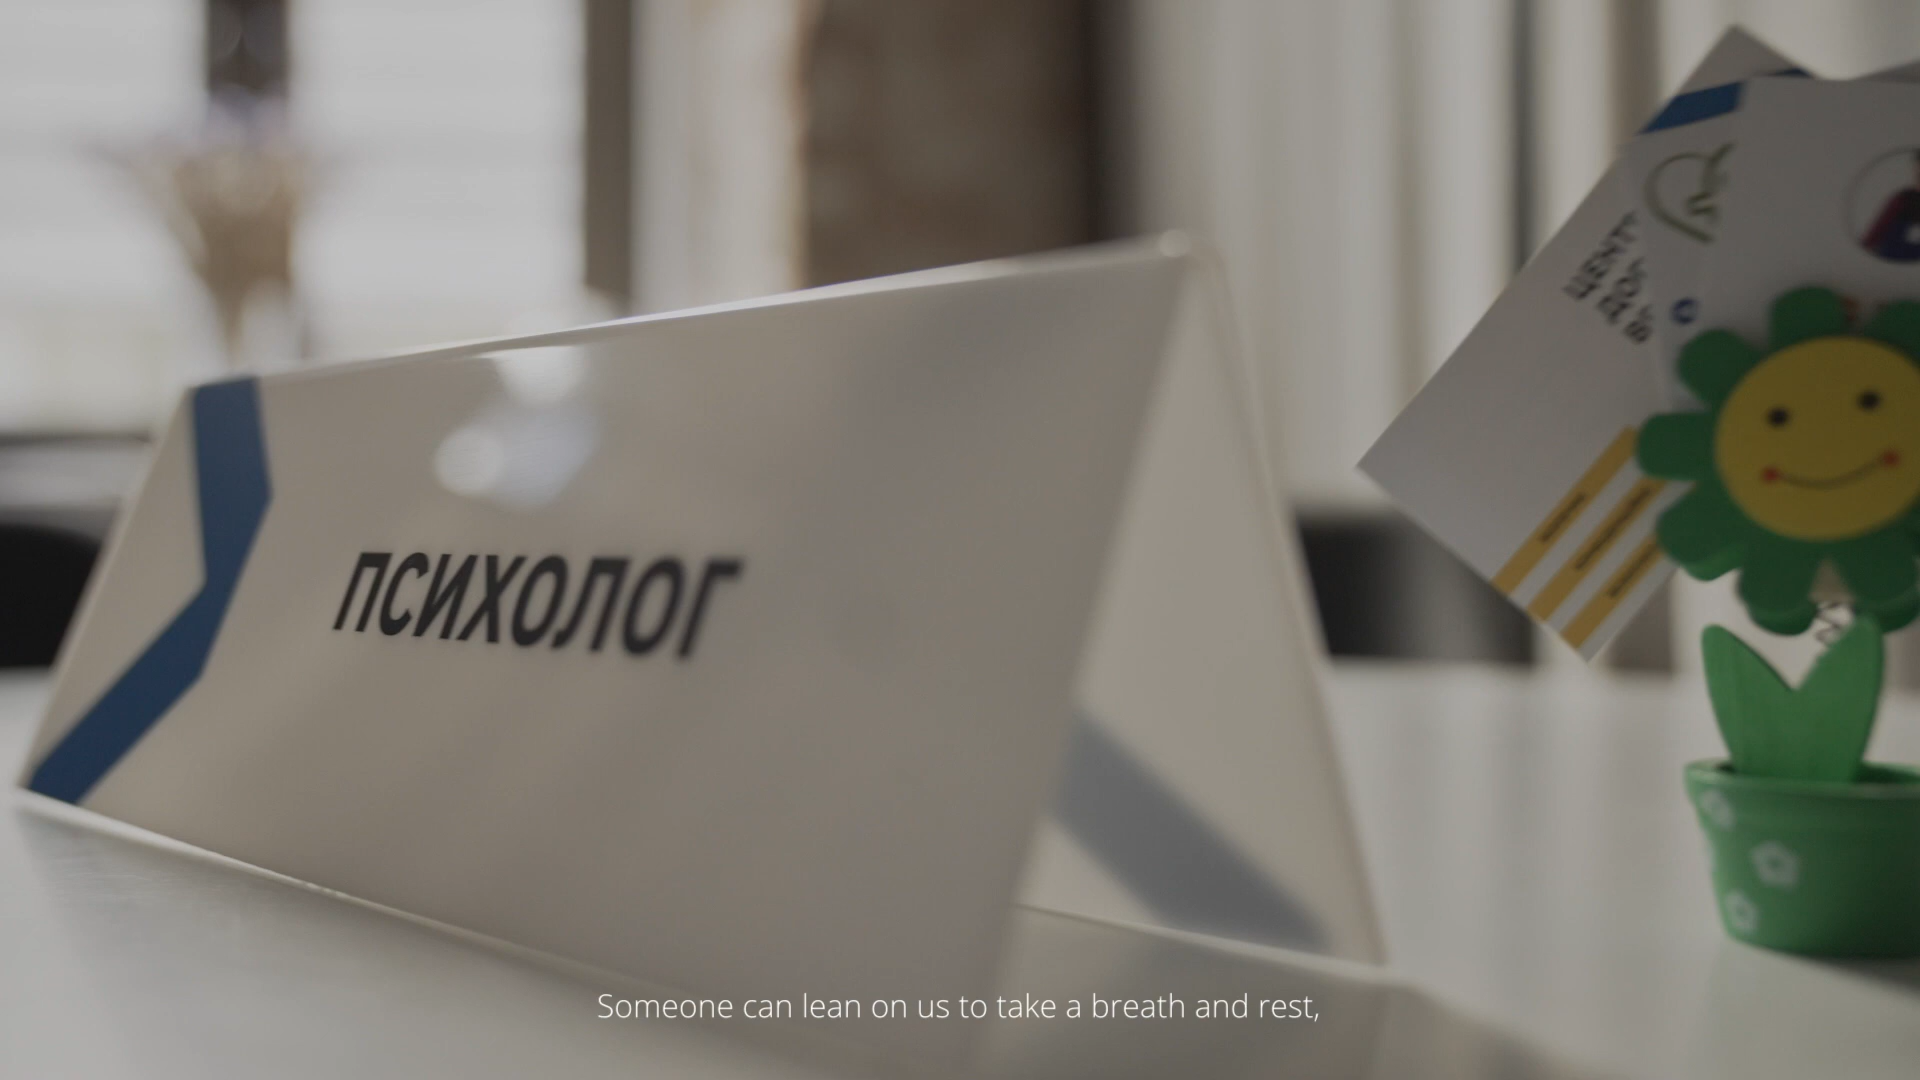 ПСИХОЛОГ
Someone can lean on us to take a breath and rest,